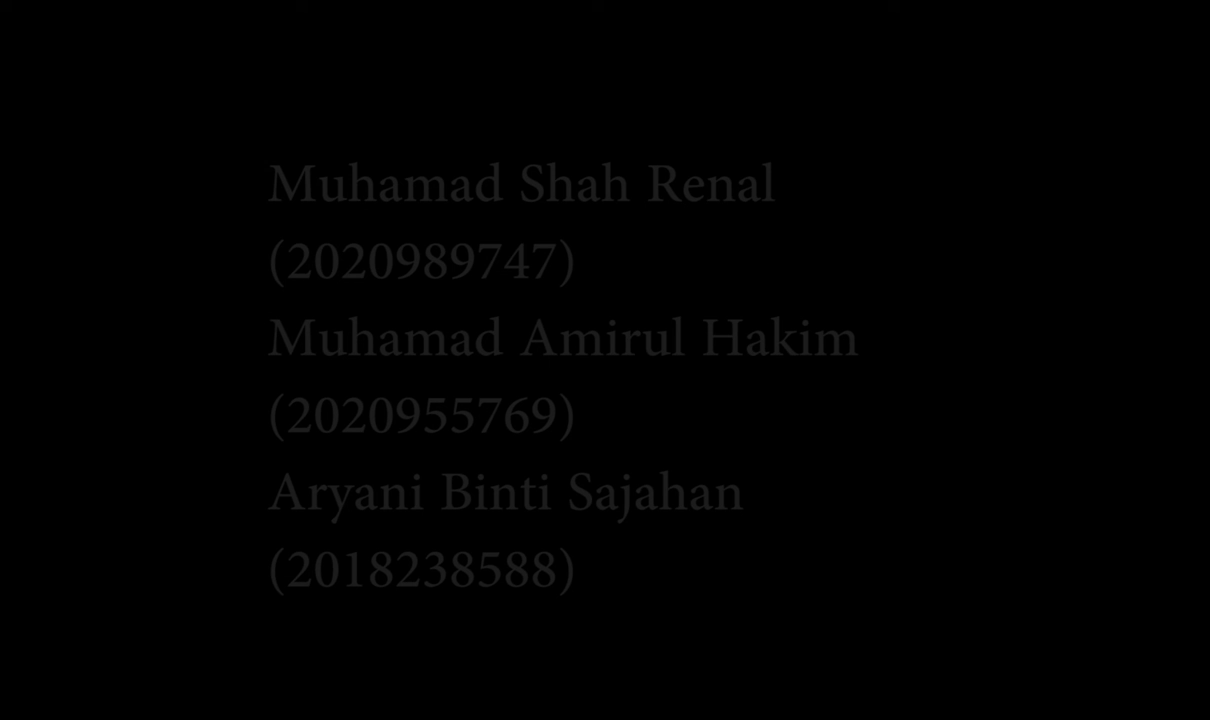 Muhamad Shah Renal
(2020989747)
Muhamad Amirul Hakim
(2020955769)
Aryani Binti Sajahan
(2018238588)